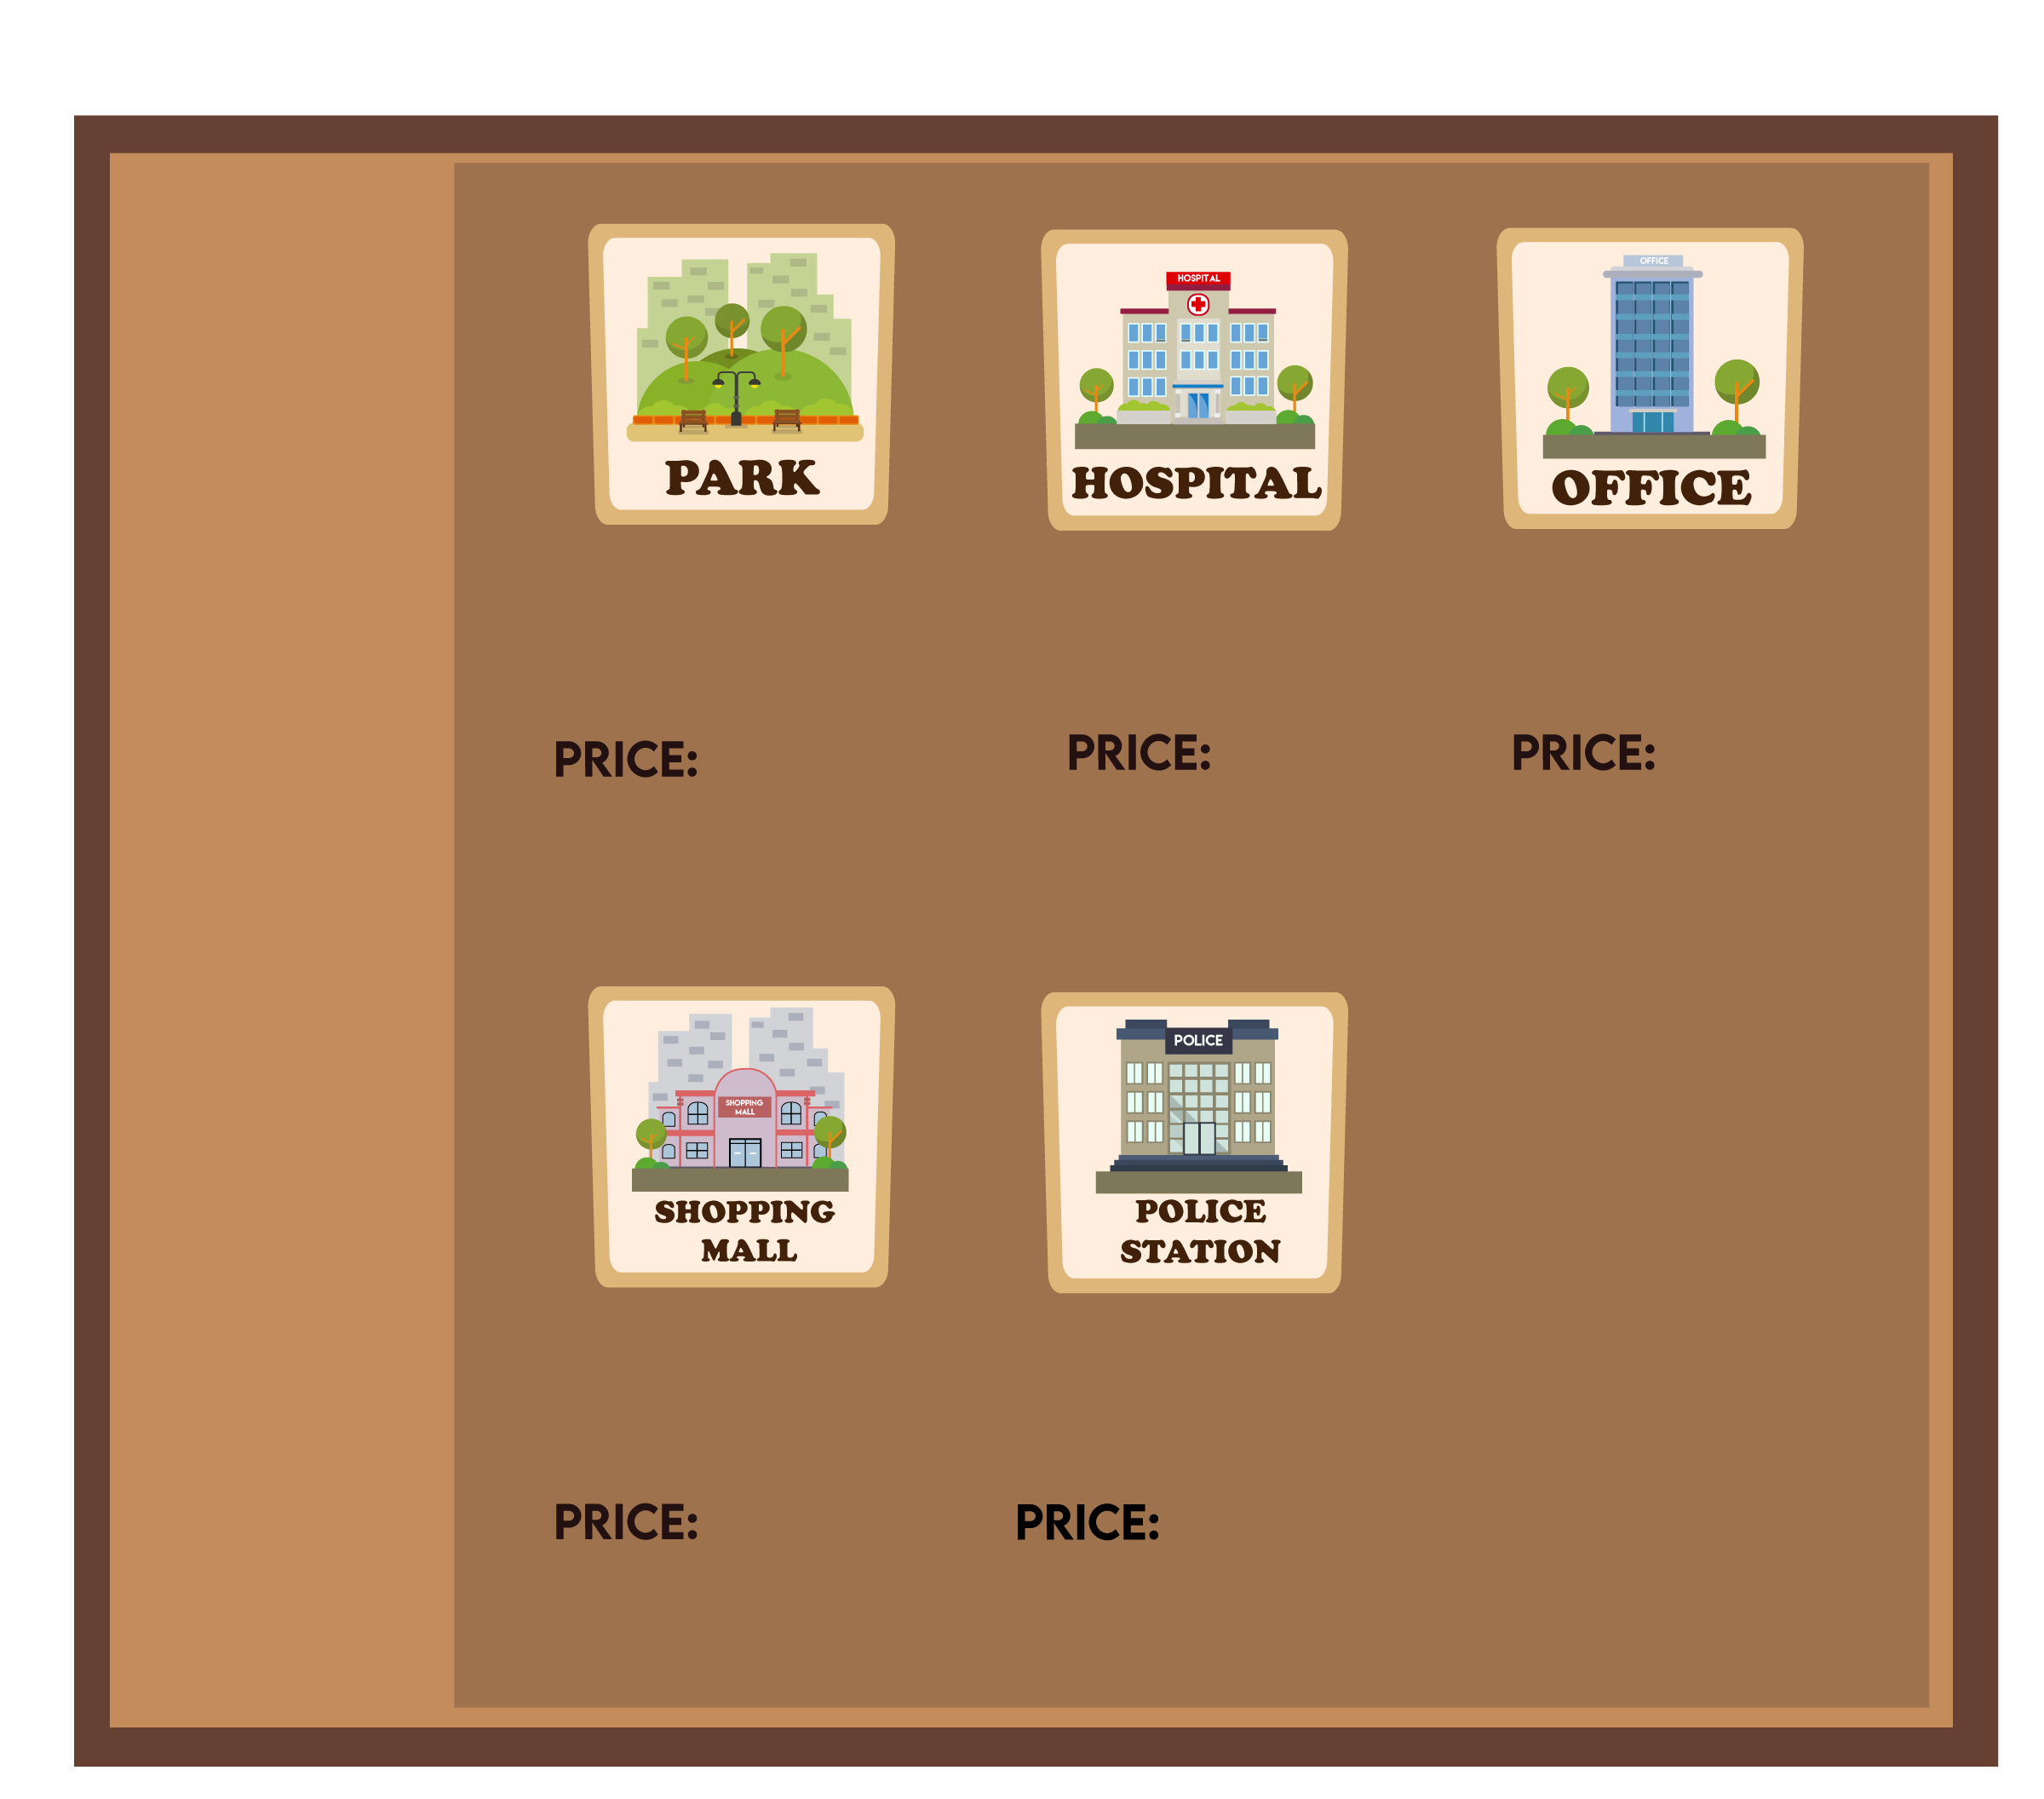 HOSPITAL
OFFICE
PARK
HOSPITAL
OFFICE
PRICE:
PRICE:
PRICE:
SHOPPING
MALL
POLICE
SHOPPING
MALL
POLICE
STATION
PRICE:
PRICE: